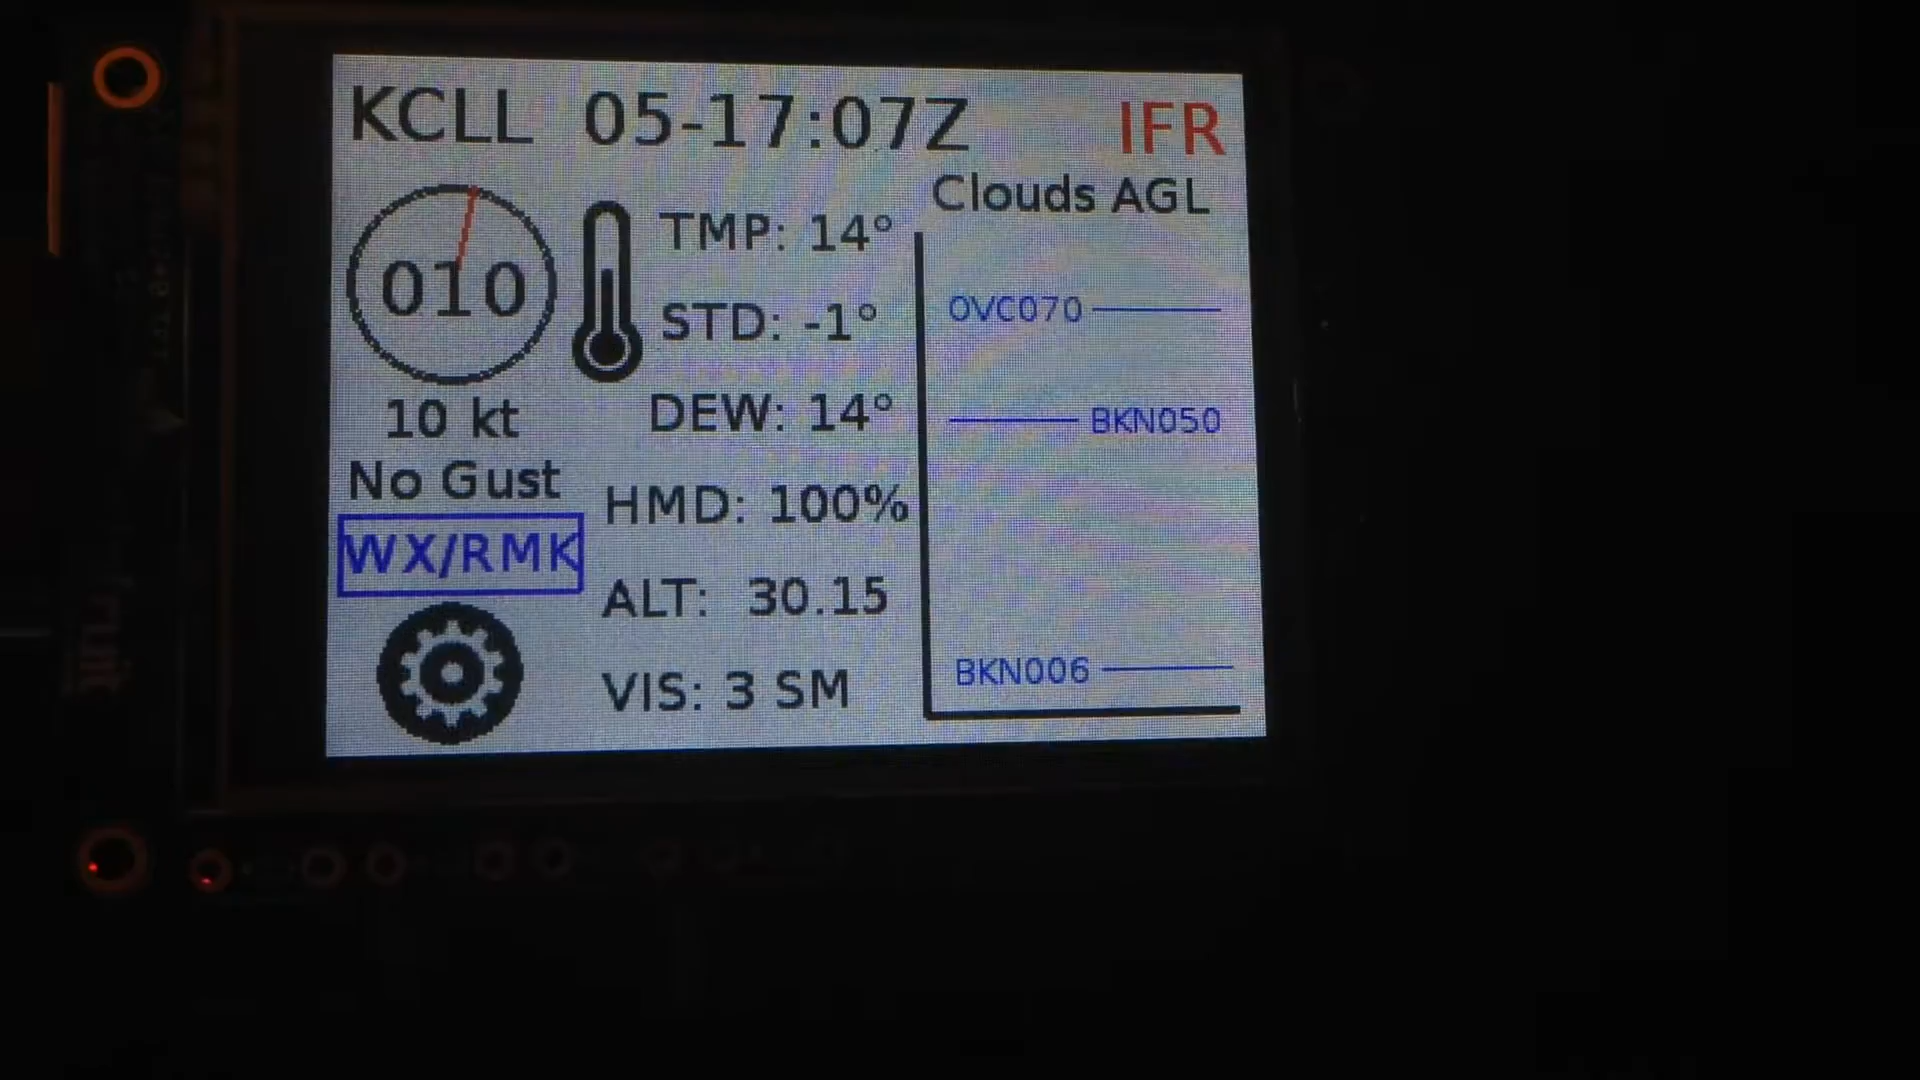 KCLL 05-17:07Z IFR
010
10 kt
No Gust
WX/RMK
TMP: 14°
STD: -1°
DEW: 14°
HMD: 100%
ALT: 30.15
VIS: 3 SM
Clouds AGL
OVC070
BKN050
BKN006